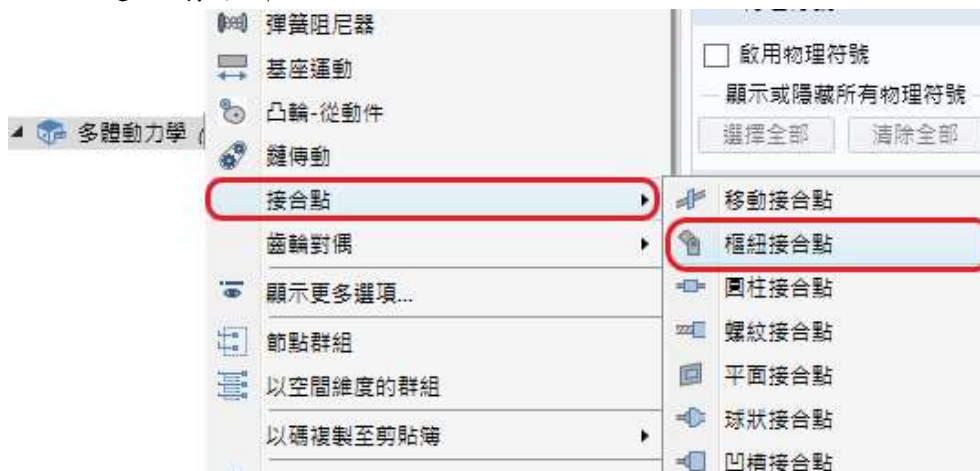 彈簧阻尼器
基座運動
凸輪-從動件
多體動力學 (
鏈傳動
接合點
齒輪對偶
顯示更多選項...
節點群組
以空間維度的群組
以碼複製至剪貼簿
啟用物理符號
顯示或隱藏所有物理符號
選擇全部 清除全部
移動接合點
樞紐接合點
圓柱接合點
螺紋接合點
平面接合點
球狀接合點
凹槽接合點